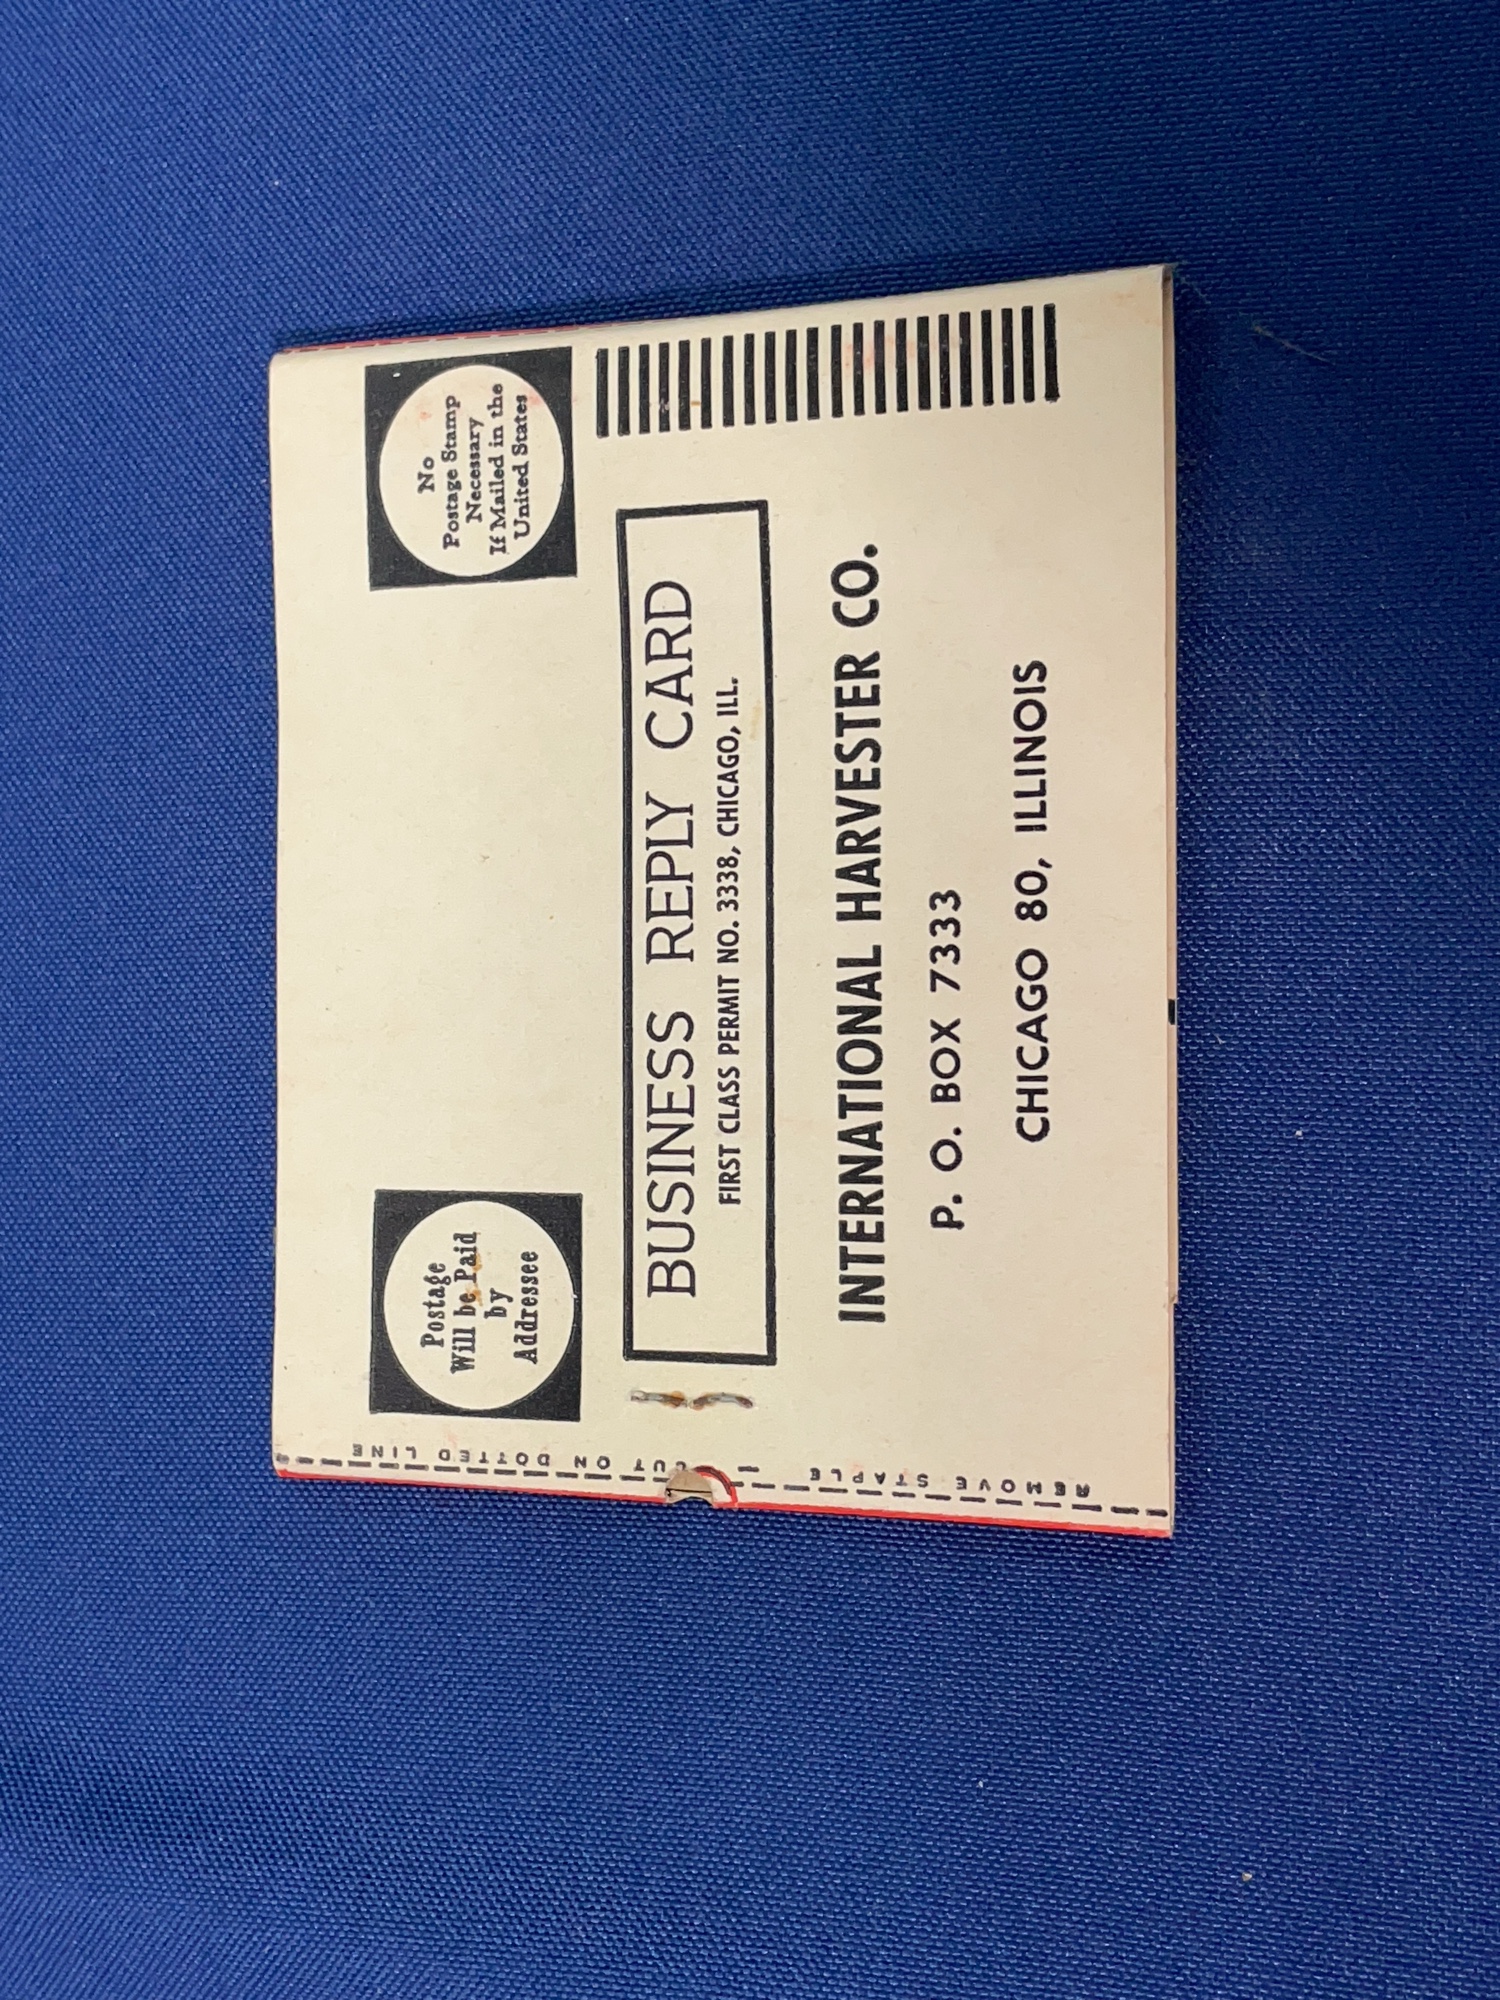 Postage
Will be Paid
by
Addressee
No
Postage Stamp
Necessary
If Mailed in the
United States
BUSINESS REPLY CARD
FIRST CLASS PERMIT NO. 3338, CHICAGO, ILL.
INTERNATIONAL HARVESTER CO.
P. O. BOX 7333
CHICAGO 80, ILLINOIS
REMOVE STAPLE — CUT ON DOTTED LINE